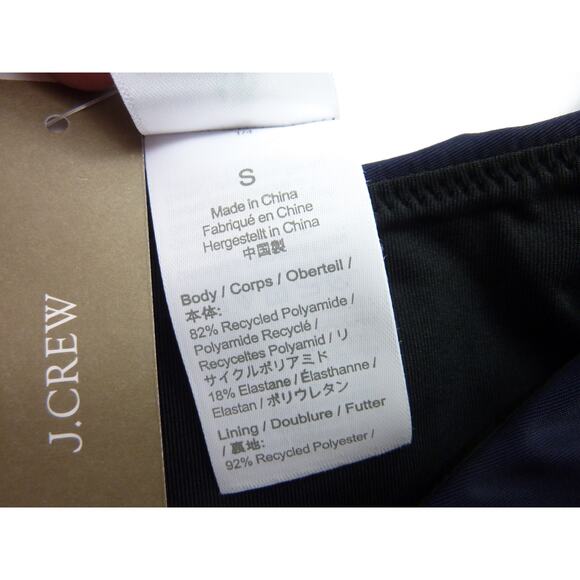 J.CREW
S
Made in China
Fabriqué en Chine
Hergestellt in China
中国製
Body / Corps / Oberteil /
本体:
82% Recycled Polyamide /
Polyamide Recyclé /
Recyceltes Polyamid / リ
サイクルポリアミド
18% Elastane / Élasthanne /
Elastan / ポリウレタン
Lining / Doublure / Futter
/ 裏地:
92% Recycled Polyester /